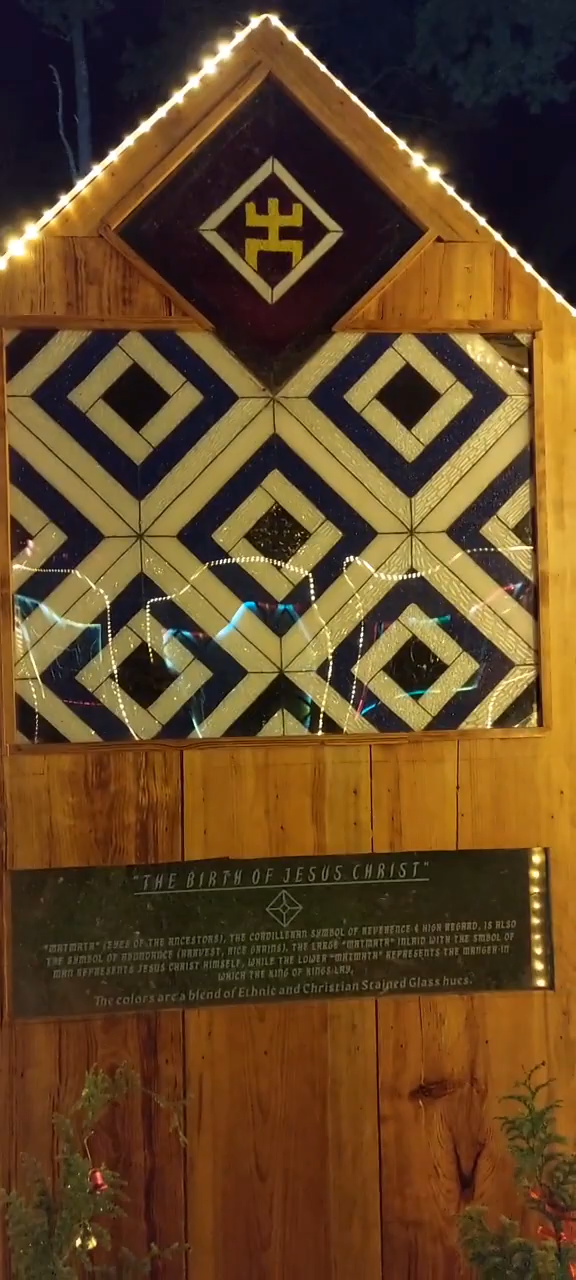 "THE BIRTH OF JESUS CHRIST"
"MATMATA" (EYES OF THE ANCESTORS), THE CORDILLERAN SYMBOL OF REVERENCE & HIGH REGARD, IS ALSO
THE SYMBOL OF ABUNDANCE (HARVEST, RICE GRAINS). THE LARGE "MATMATA" INLAID WITH THE SMBOL OF
MAN REPRESENTS JESUS CHRIST HIMSELF, WHILE THE LOWER "MATMATA" REPRESENTS THE MANGER IN
WHICH THE KING OF KINGS LAY.
The colors are a blend of Ethnic and Christian Stained Glass hues.